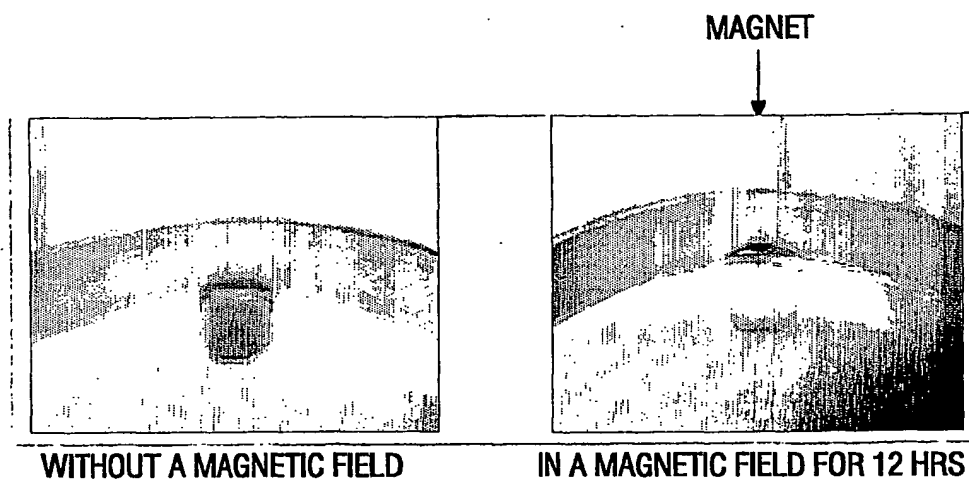 MAGNET
WITHOUT A MAGNETIC FIELD
IN A MAGNETIC FIELD FOR 12 HRS